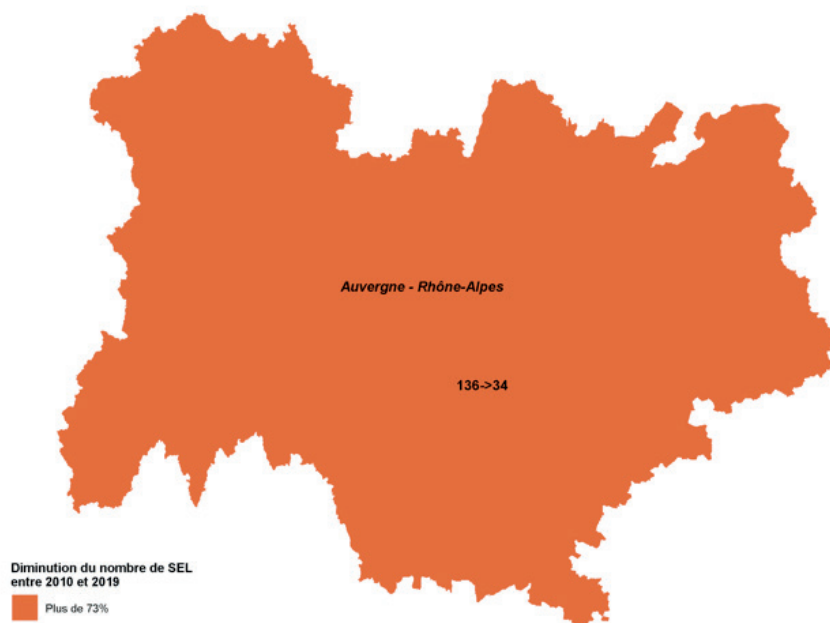 Auvergne - Rhône-Alpes
136->34
Diminution du nombre de SEL
entre 2010 et 2019
Plus de 73%